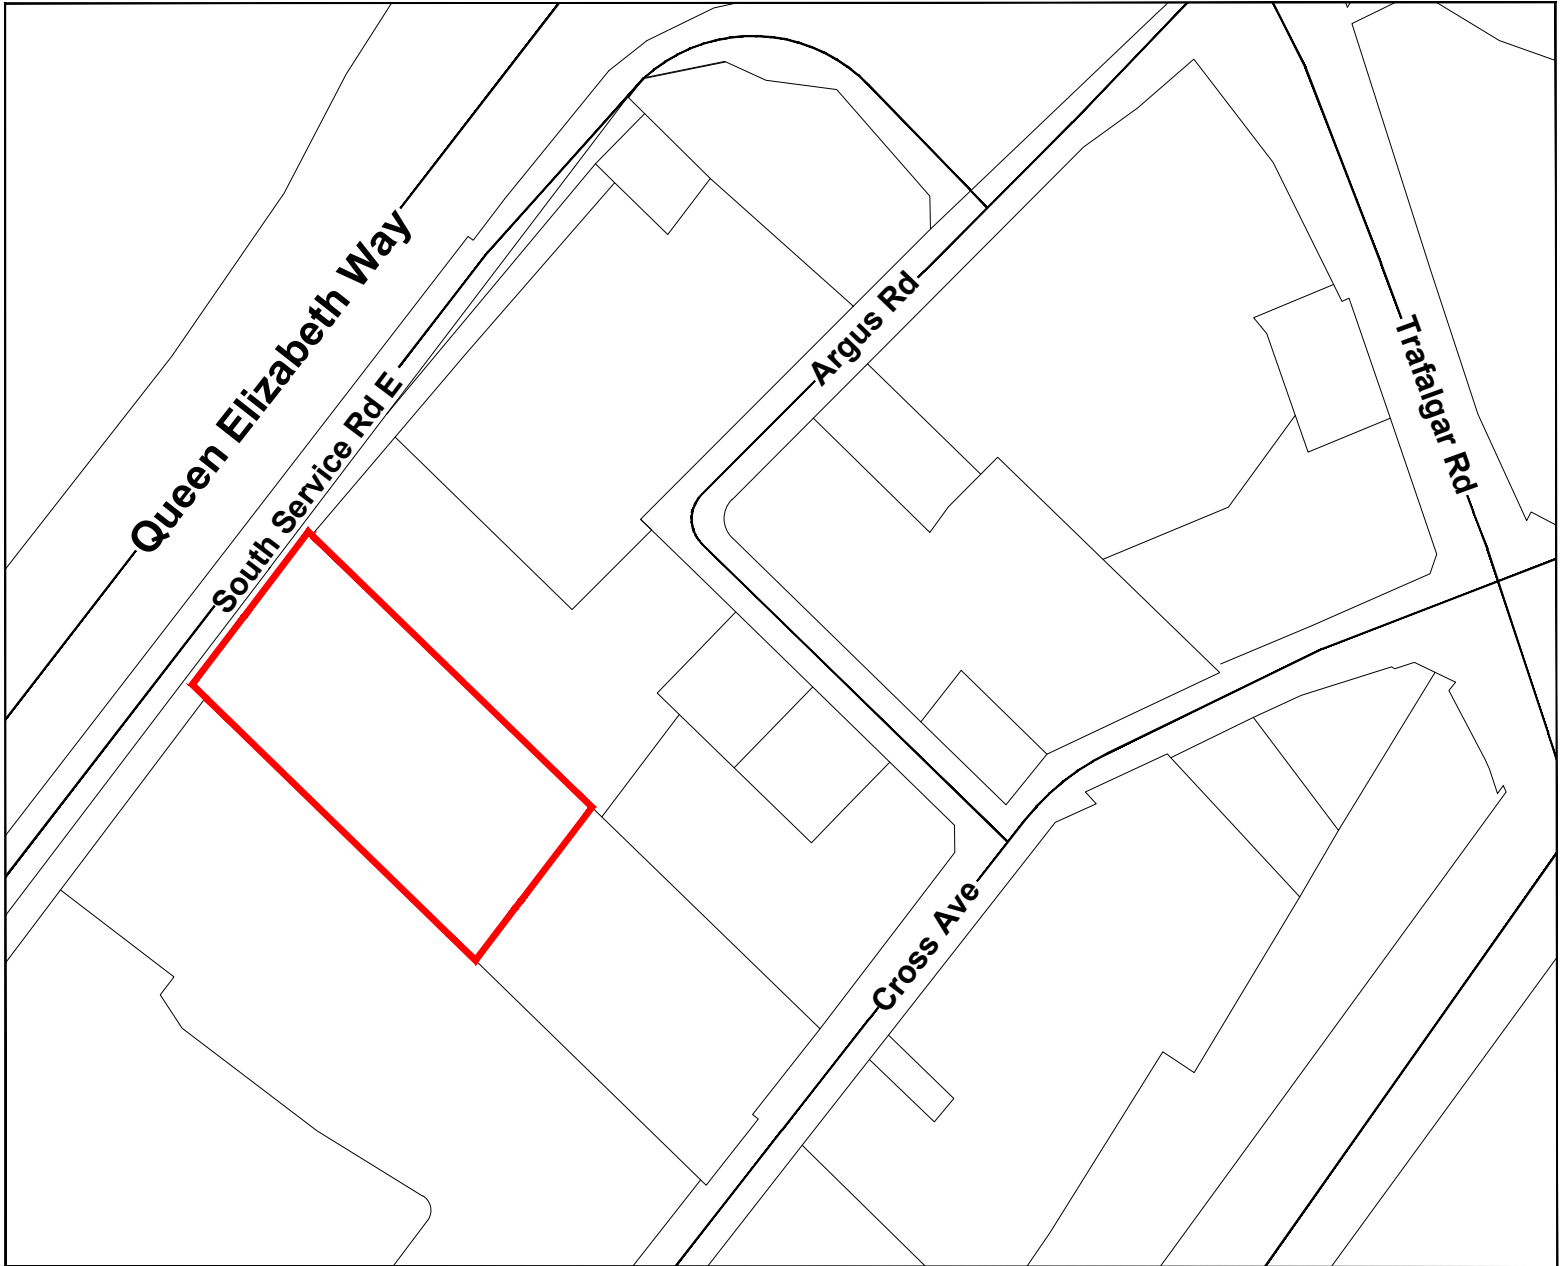 Queen Elizabeth Way
South Service Rd E
Argus Rd
Trafalgar Rd
Cross Ave